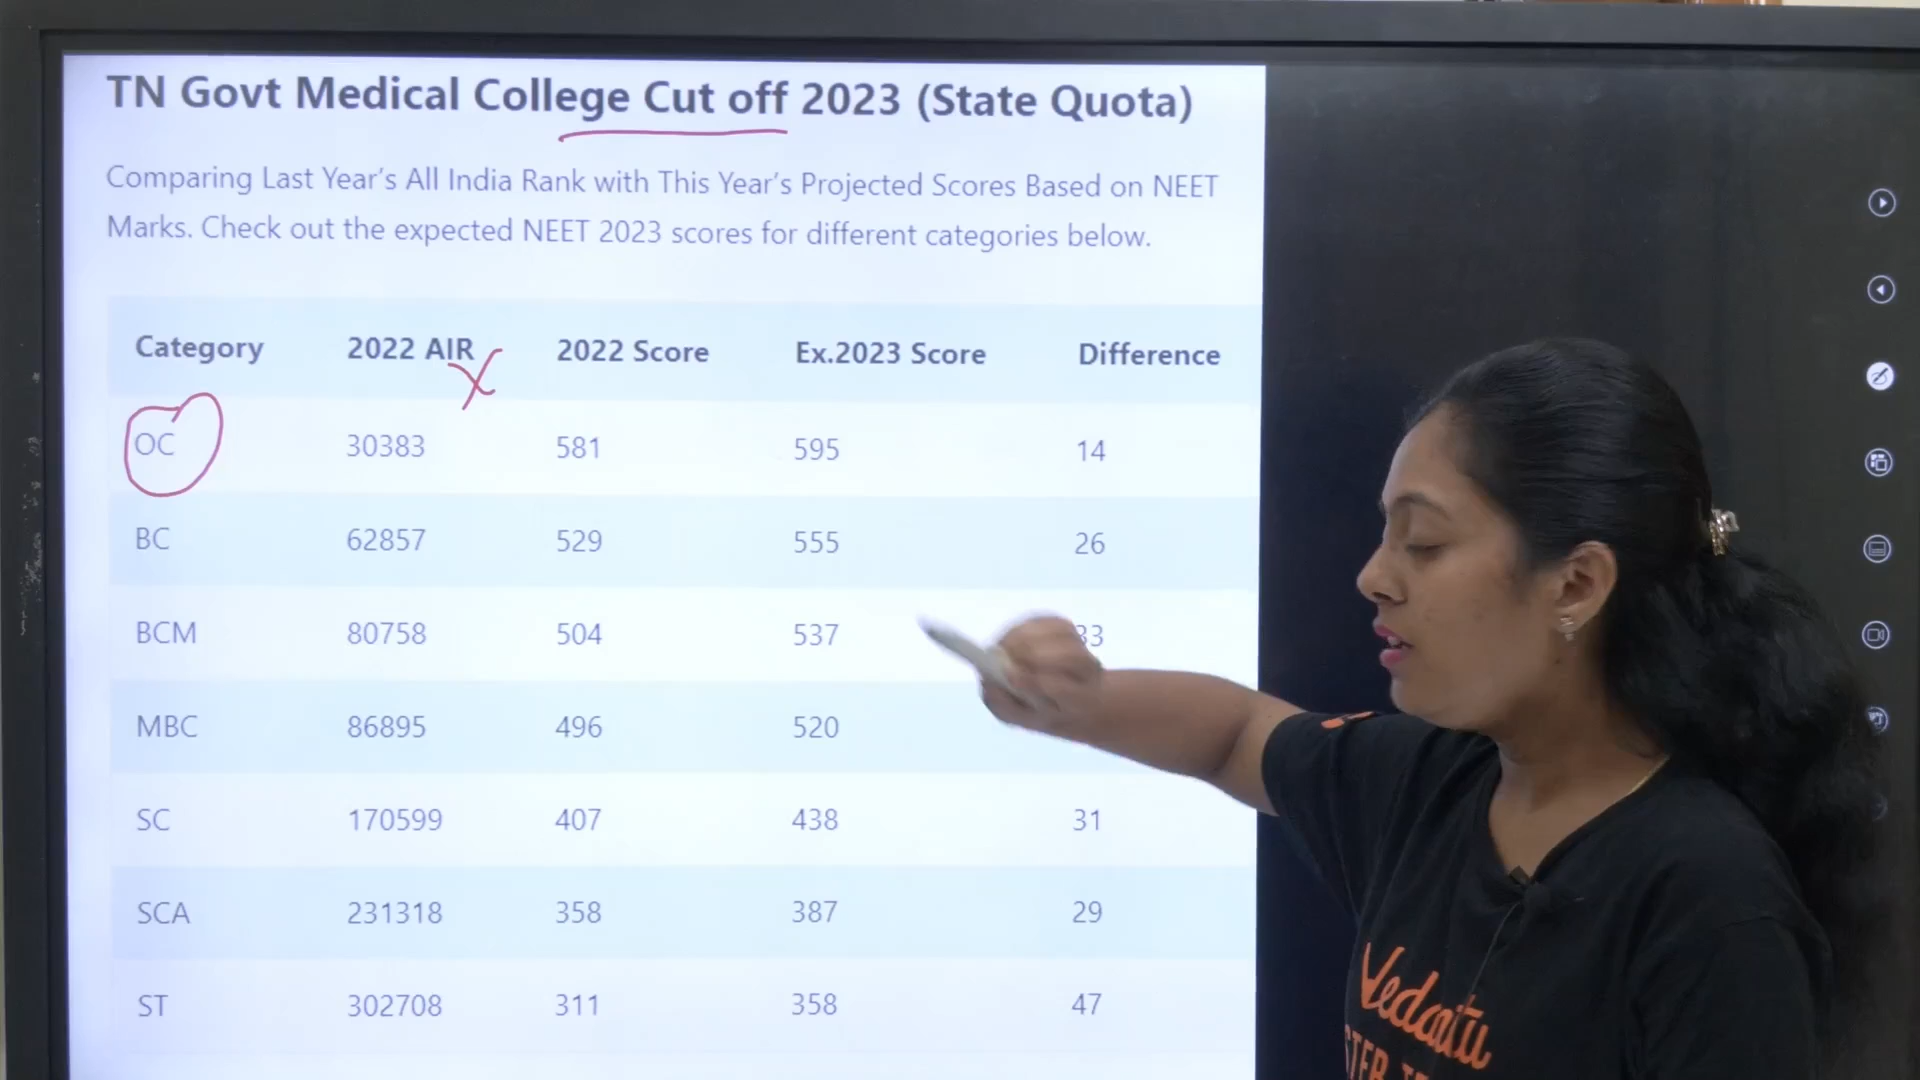 TN Govt Medical College Cut off 2023 (State Quota)
Comparing Last Year's All India Rank with This Year's Projected Scores Based on NEET
Marks. Check out the expected NEET 2023 scores for different categories below.
Category 2022 AIR 2022 Score Ex.2023 Score Difference
OC 30383 581 595 14
BC 62857 529 555 26
BCM 80758 504 537 33
MBC 86895 496 520
SC 170599 407 438 31
SCA 231318 358 387 29
ST 302708 311 358 47
Vedantu